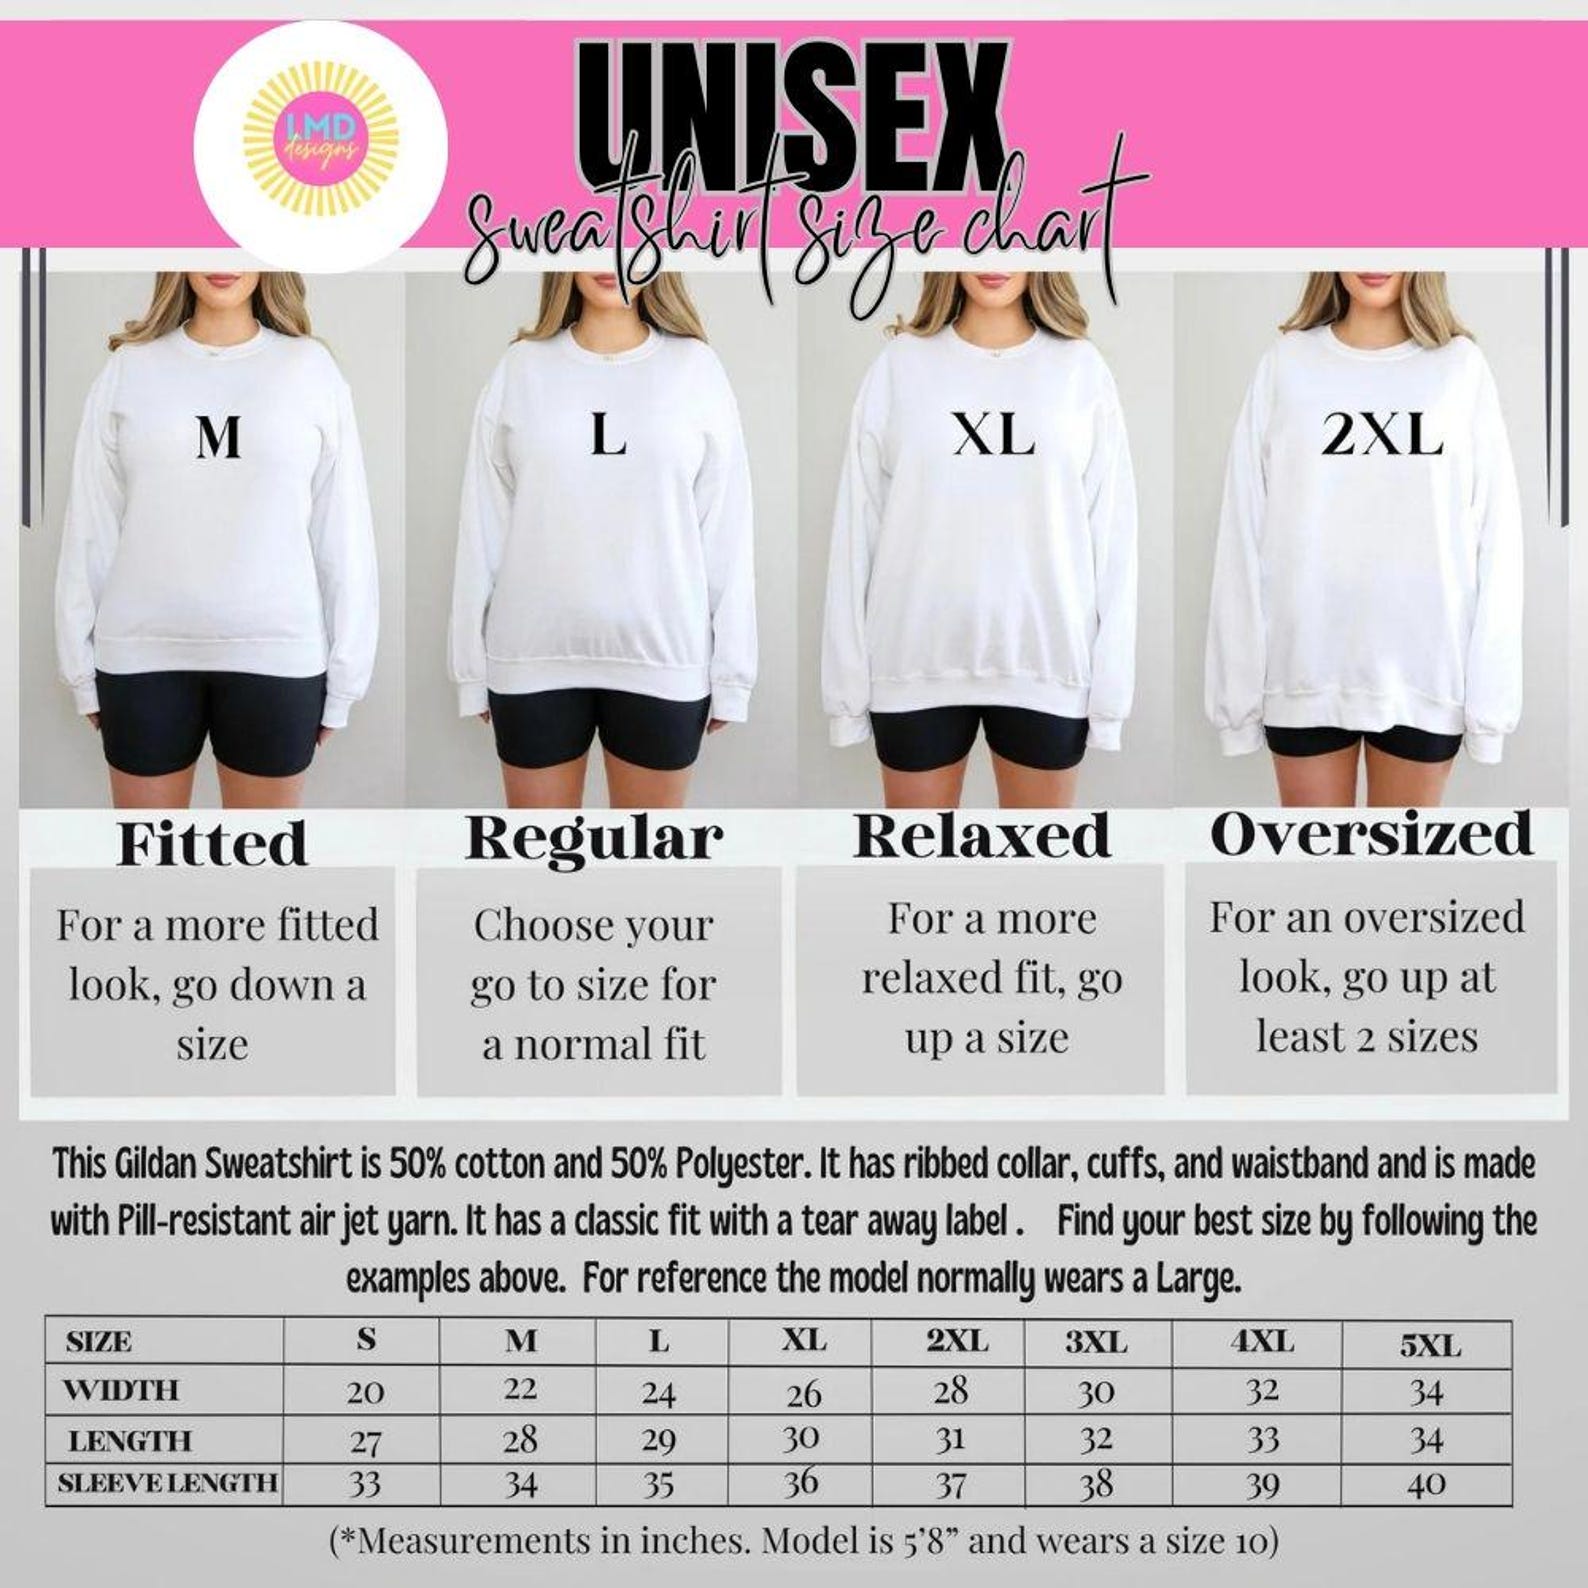 LMD
designs
UNISEX
sweatshirt size chart
M
L
XL
2XL
Fitted
For a more fitted
look, go down a
size
Regular
Choose your
go to size for
a normal fit
Relaxed
For a more
relaxed fit, go
up a size
Oversized
For an oversized
look, go up at
least 2 sizes
This Gildan Sweatshirt is 50% cotton and 50% Polyester. It has ribbed collar, cuffs, and waistband and is made
with Pill-resistant air jet yarn. It has a classic fit with a tear away label . Find your best size by following the
examples above. For reference the model normally wears a Large.
SIZE S M L XL 2XL 3XL 4XL 5XL
WIDTH 20 22 24 26 28 30 32 34
LENGTH 27 28 29 30 31 32 33 34
SLEEVE LENGTH 33 34 35 36 37 38 39 40
(*Measurements in inches. Model is 5'8” and wears a size 10)